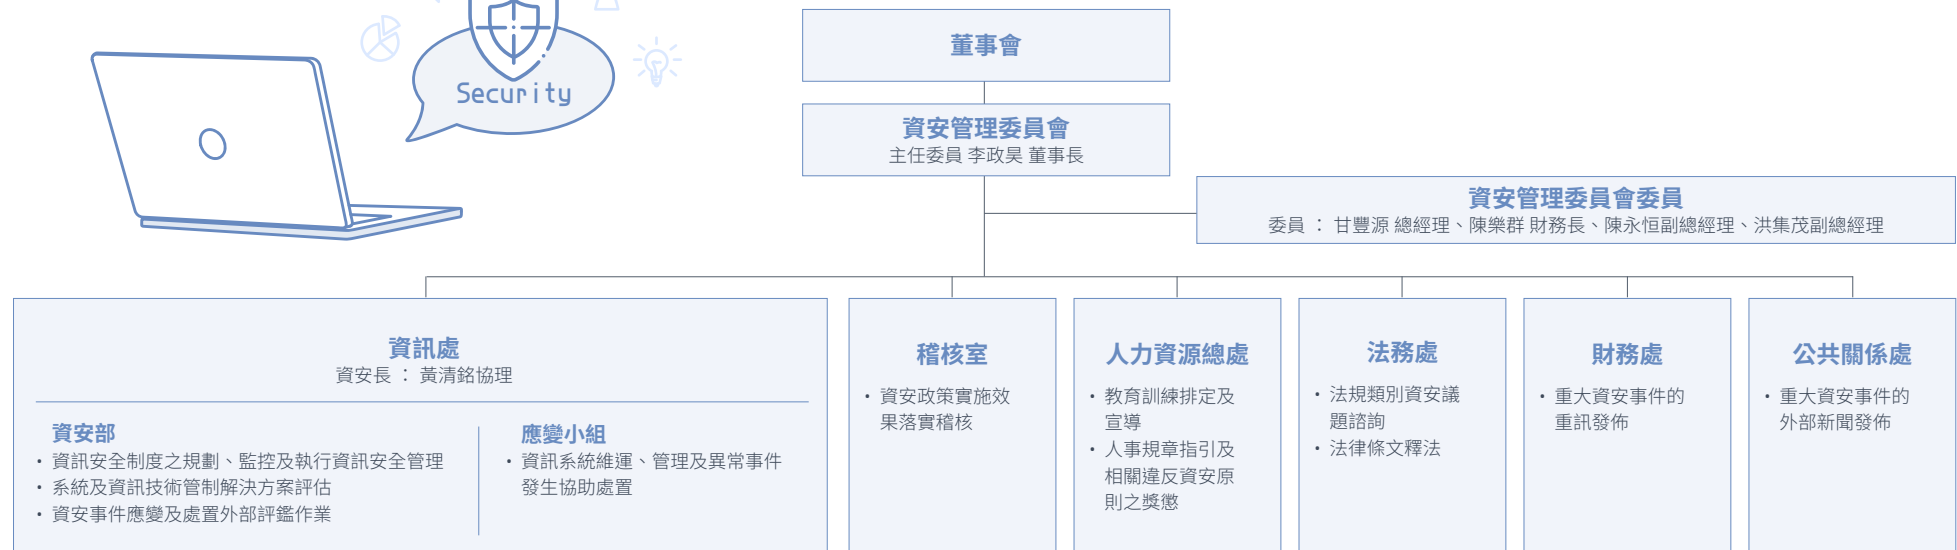 Security
董事會
資安管理委員會
主任委員 李政昊 董事長
資安管理委員會委員
委員 ： 甘豐源 總經理、陳樂群 財務長、陳永恒副總經理、洪集茂副總經理
資訊處
資安長 ： 黃清銘協理
資安部
・ 資訊安全制度之規劃、監控及執行資訊安全管理
・ 系統及資訊技術管制解決方案評估
・ 資安事件應變及處置外部評鑑作業
應變小組
・ 資訊系統維運、管理及異常事件
發生協助處置
稽核室
・ 資安政策實施效
果落實稽核
人力資源總處
・ 教育訓練排定及
宣導
・ 人事規章指引及
相關違反資安原
則之獎懲
法務處
・ 法規類別資安議
題諮詢
・ 法律條文釋法
財務處
・ 重大資安事件的
重訊發佈
公共關係處
・ 重大資安事件的
外部新聞發佈